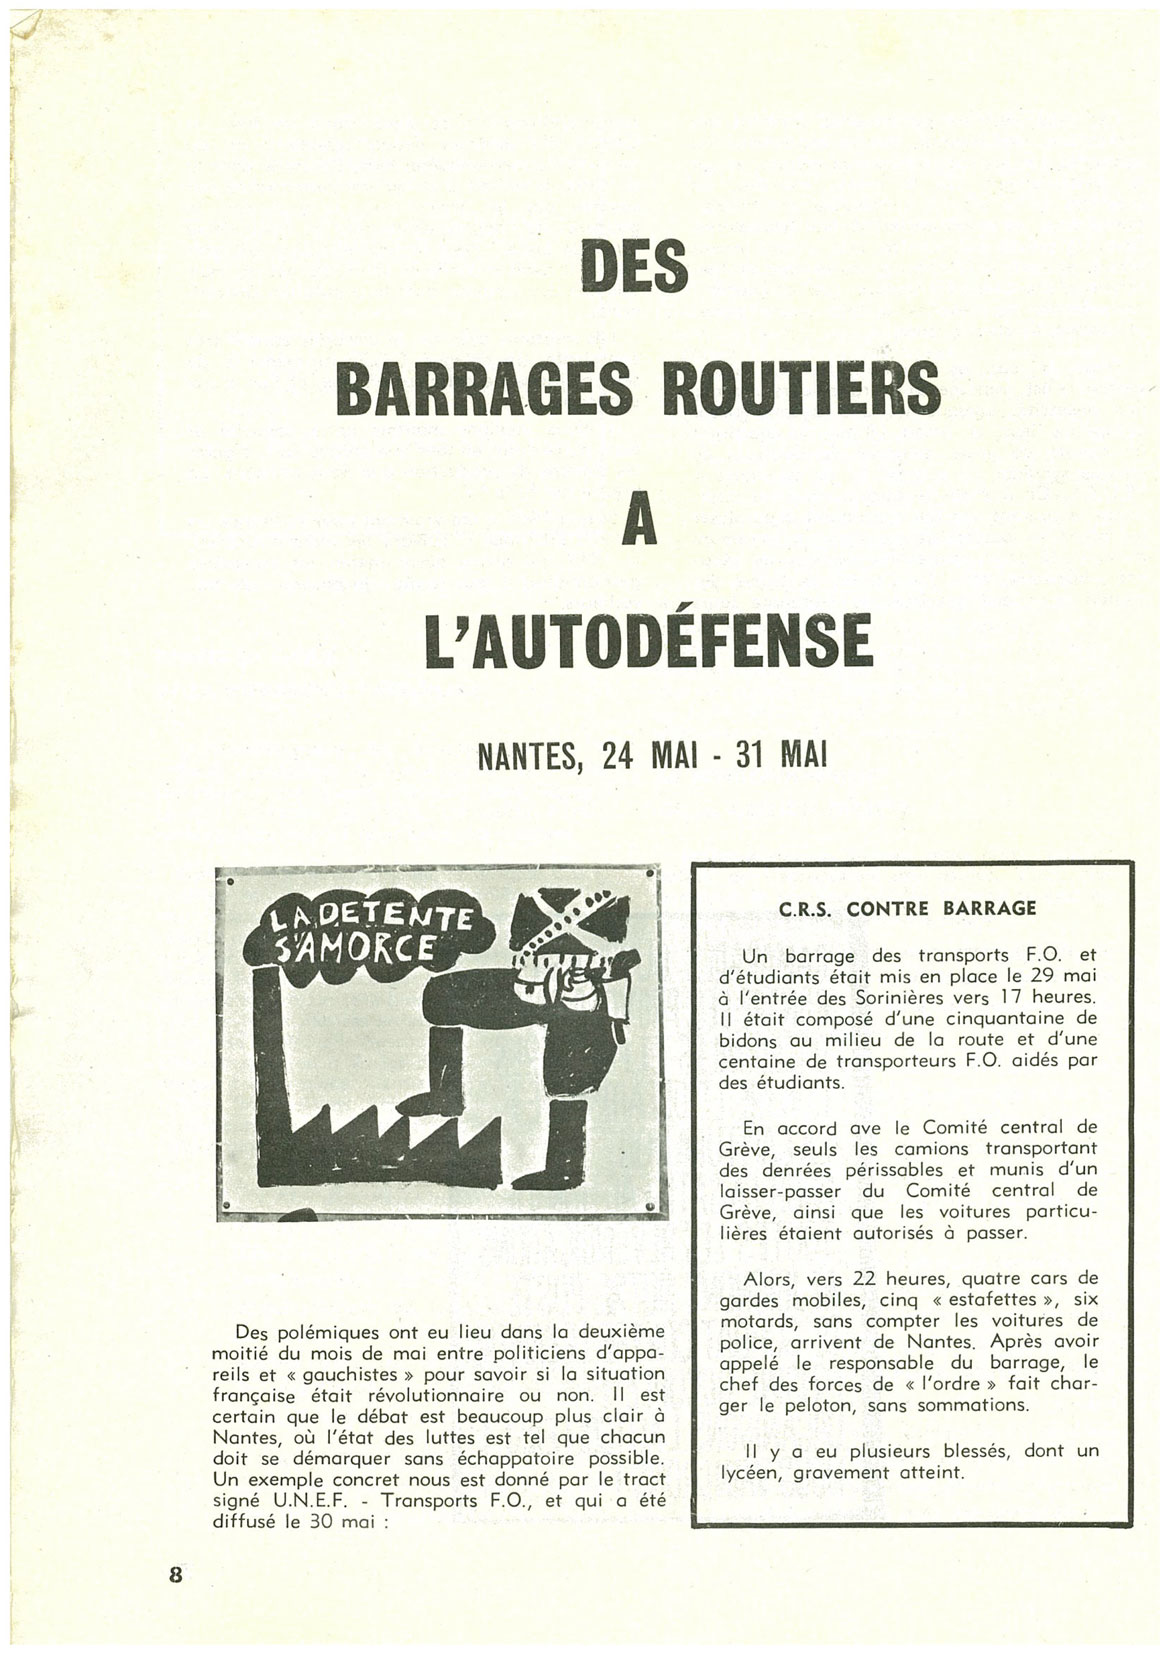 DES
BARRAGES ROUTIERS
A
L'AUTODÉFENSE
NANTES, 24 MAI - 31 MAI
LA DETENTE
S'AMORCE
Des polémiques ont eu lieu dans la deuxième
moitié du mois de mai entre politiciens d'appa-
reils et « gauchistes » pour savoir si la situation
française était révolutionnaire ou non. Il est
certain que le débat est beaucoup plus clair à
Nantes, où l'état des luttes est tel que chacun
doit se démarquer sans échappatoire possible.
Un exemple concret nous est donné par le tract
signé U.N.E.F. - Transports F.O., et qui a été
diffusé le 30 mai :
C.R.S. CONTRE BARRAGE
Un barrage des transports F.O. et
d'étudiants était mis en place le 29 mai
à l'entrée des Sorinières vers 17 heures.
Il était composé d'une cinquantaine de
bidons au milieu de la route et d'une
centaine de transporteurs F.O. aidés par
des étudiants.
En accord ave le Comité central de
Grève, seuls les camions transportant
des denrées périssables et munis d'un
laisser-passer du Comité central de
Grève, ainsi que les voitures particu-
lières étaient autorisés à passer.
Alors, vers 22 heures, quatre cars de
gardes mobiles, cinq « estafettes », six
motards, sans compter les voitures de
police, arrivent de Nantes. Après avoir
appelé le responsable du barrage, le
chef des forces de « l'ordre » fait char-
ger le peloton, sans sommations.
Il y a eu plusieurs blessés, dont un
lycéen, gravement atteint.
8